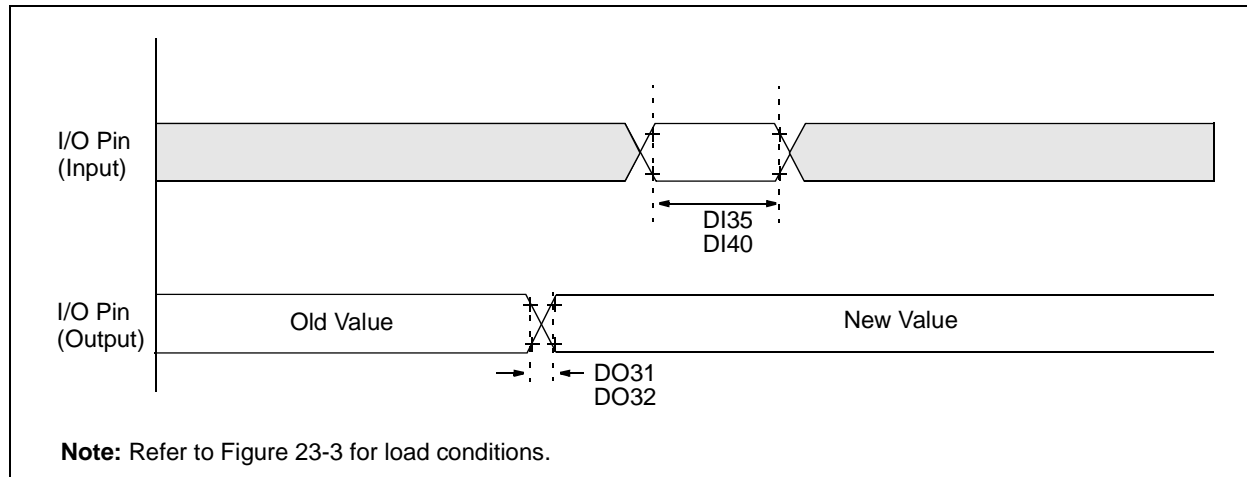 I/O Pin
(Input)
DI35
DI40
I/O Pin
(Output)
Old Value
New Value
DO31
DO32
Note: Refer to Figure 23-3 for load conditions.